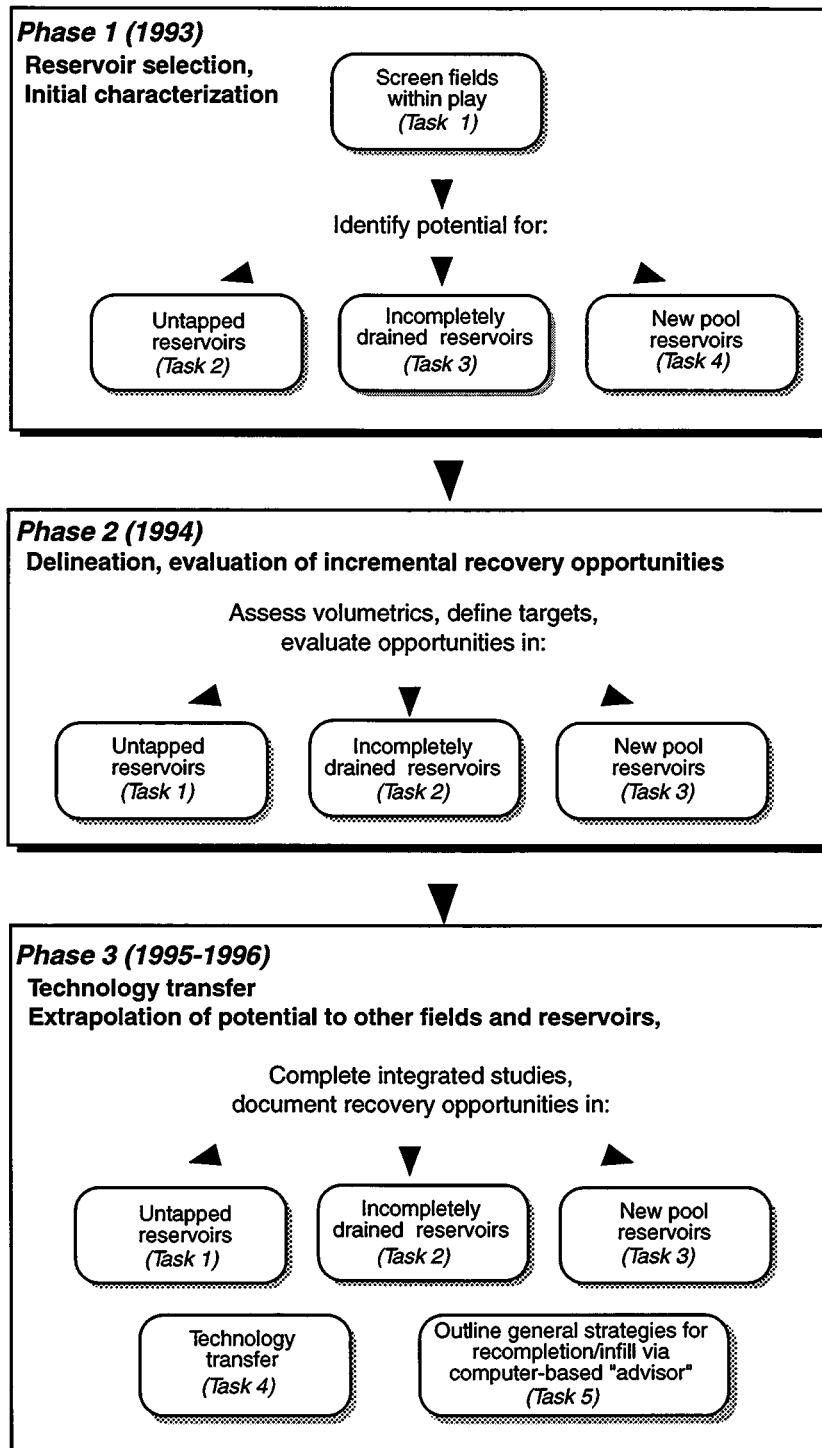 Phase 1 (1993)
Reservoir selection,
Initial characterization
Screen fields
within play
(Task 1)
Identify potential for:
Untapped
reservoirs
(Task 2)
Incompletely
drained reservoirs
(Task 3)
New pool
reservoirs
(Task 4)
Phase 2 (1994)
Delineation, evaluation of incremental recovery opportunities
Assess volumetrics, define targets,
evaluate opportunities in:
Untapped
reservoirs
(Task 1)
Incompletely
drained reservoirs
(Task 2)
New pool
reservoirs
(Task 3)
Phase 3 (1995-1996)
Technology transfer
Extrapolation of potential to other fields and reservoirs,
Complete integrated studies,
document recovery opportunities in:
Untapped
reservoirs
(Task 1)
Incompletely
drained reservoirs
(Task 2)
New pool
reservoirs
(Task 3)
Technology
transfer
(Task 4)
Outline general strategies for
recompletion/infill via
computer-based "advisor"
(Task 5)